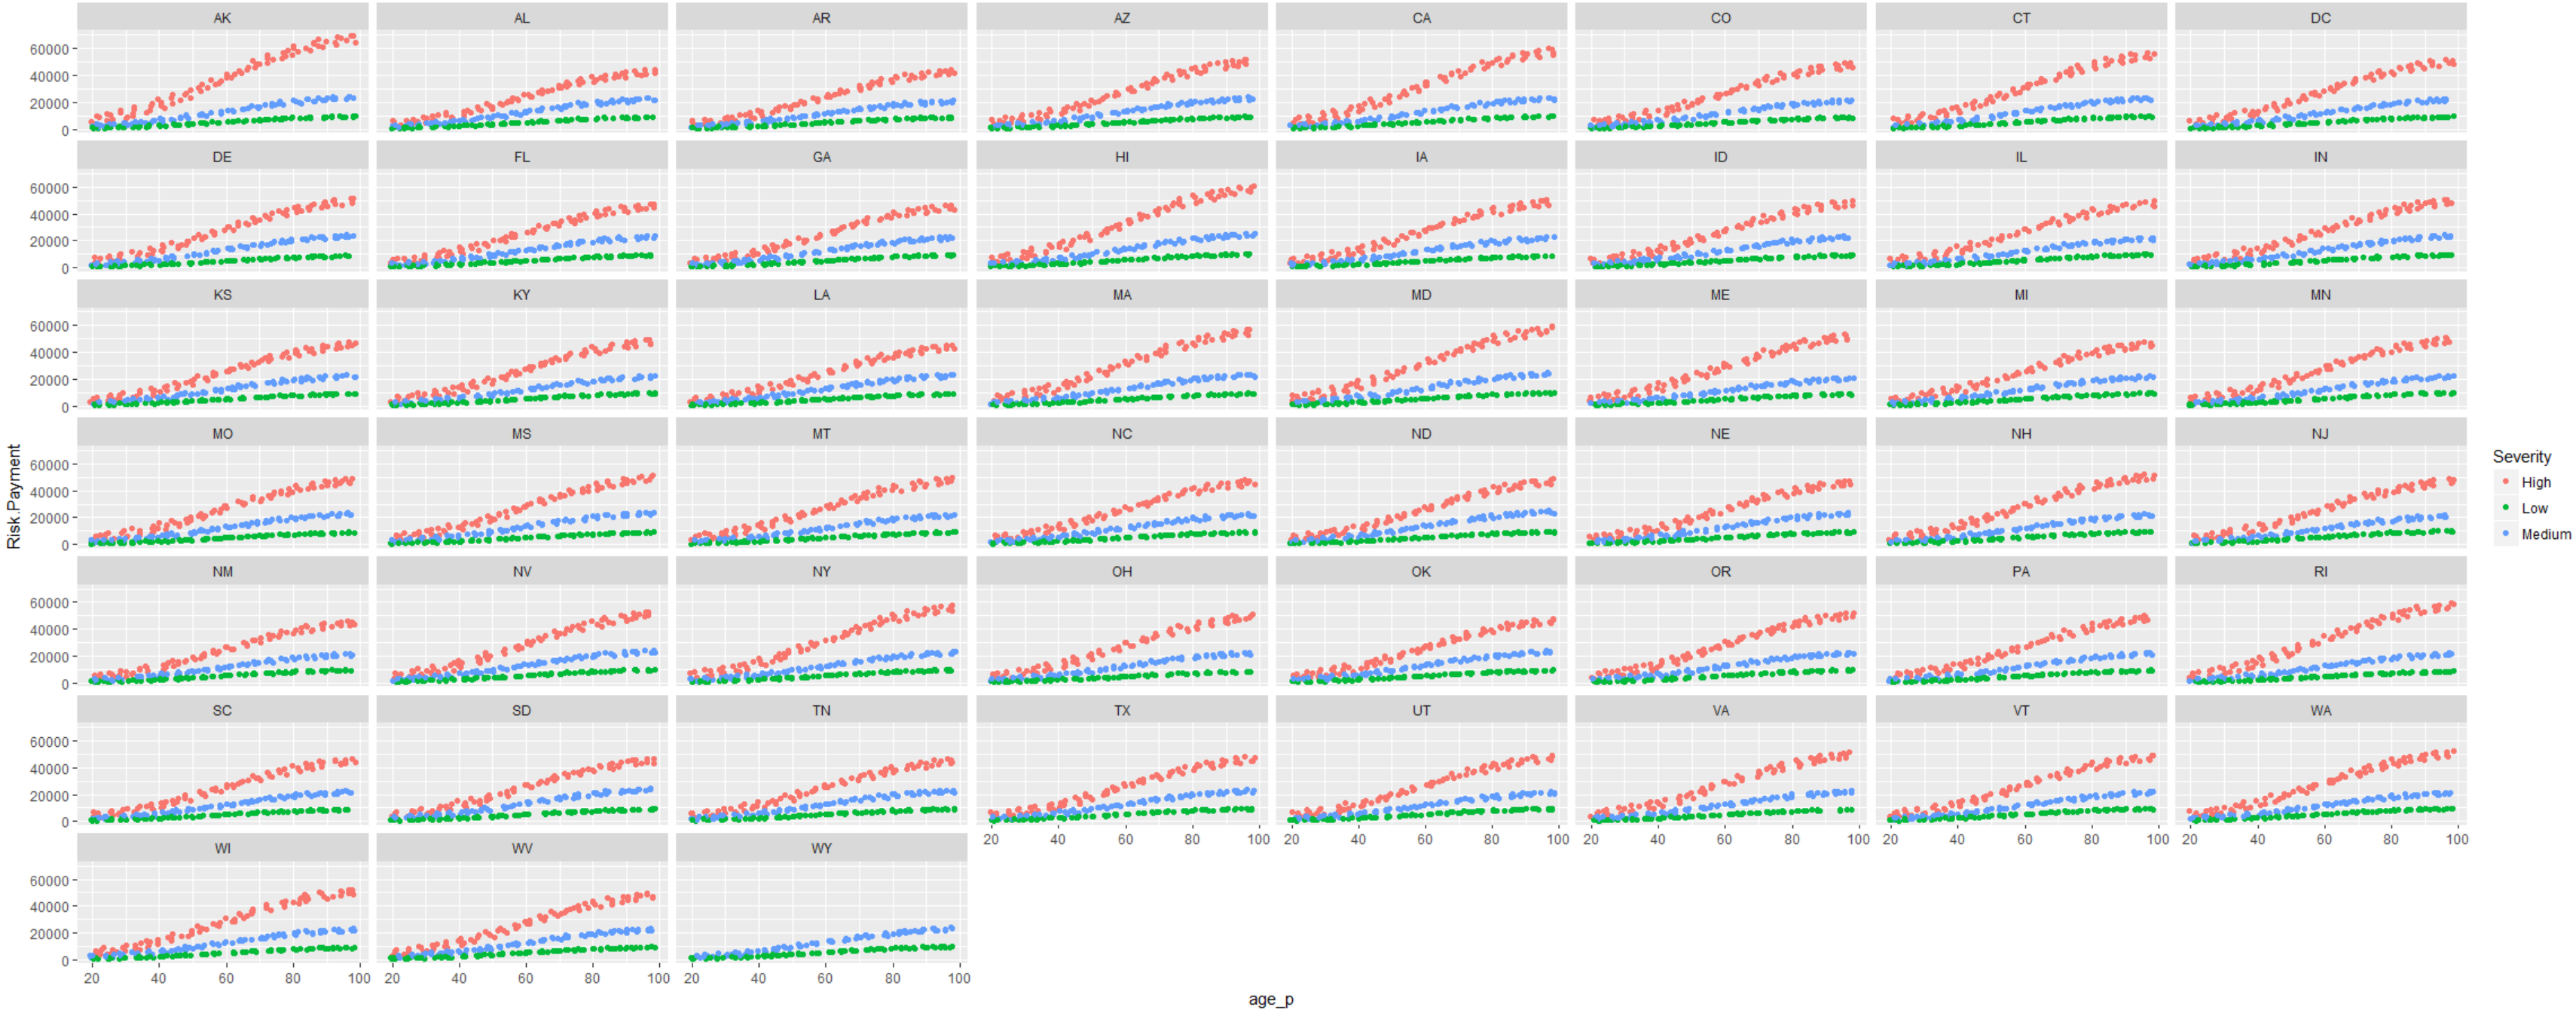 AK AL AR AZ CA CO CT DC
60000
40000
20000
0
DE FL GA HI IA ID IL IN
60000
40000
20000
0
KS KY LA MA MD ME MI MN
60000
40000
20000
0
MO MS MT NC ND NE NH NJ
60000
40000
20000
0
Risk.Payment
Severity
High
Low
Medium
NM NV NY OH OK OR PA RI
60000
40000
20000
0
SC SD TN TX UT VA VT WA
60000
40000
20000
0
20 40 60 80 100 20 40 60 80 100 20 40 60 80 100 20 40 60 80 100 20 40 60 80 100
WI WV WY
60000
40000
20000
0
20 40 60 80 100 20 40 60 80 100 20 40 60 80 100
age_p